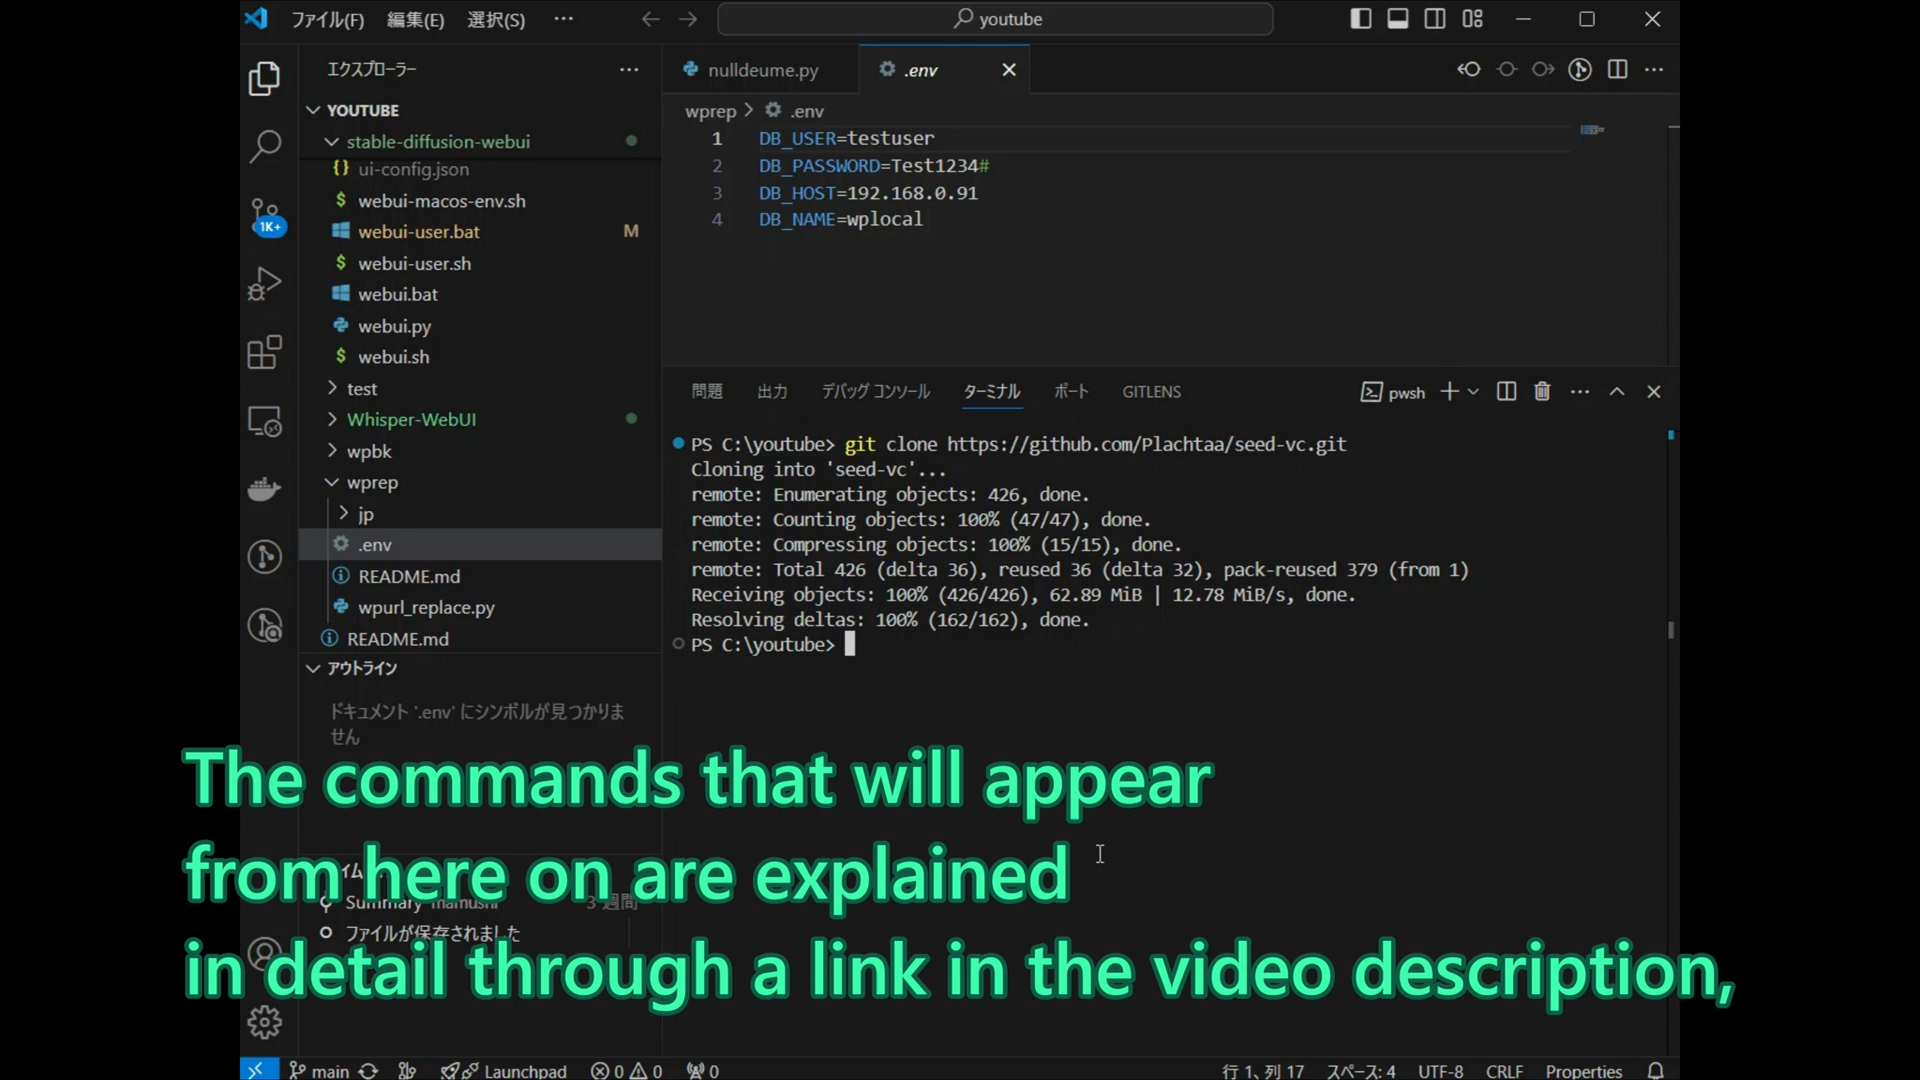 ファイル(F) 編集(E) 選択(S) ··· youtube
エクスプローラー ···
nulldeume.py .env
YOUTUBE
wprep > .env
stable-diffusion-webui
ui-config.json
webui-macos-env.sh
webui-user.bat M
webui-user.sh
webui.bat
webui.py
webui.sh
test
Whisper-WebUI
wpbk
wprep
jp
.env
README.md
wpurl_replace.py
README.md
1K+
1 DB_USER=testuser
2 DB_PASSWORD=Test1234#
3 DB_HOST=192.168.0.91
4 DB_NAME=wplocal
問題 出力 デバッグ コンソール ターミナル ポート GITLENS pwsh
PS C:\youtube> git clone https://github.com/Plachtaa/seed-vc.git
Cloning into 'seed-vc'...
remote: Enumerating objects: 426, done.
remote: Counting objects: 100% (47/47), done.
remote: Compressing objects: 100% (15/15), done.
remote: Total 426 (delta 36), reused 36 (delta 32), pack-reused 379 (from 1)
Receiving objects: 100% (426/426), 62.89 MiB | 12.78 MiB/s, done.
Resolving deltas: 100% (162/162), done.
PS C:\youtube>
アウトライン
ドキュメント '.env' にシンボルが見つかりま
せん
The commands that will appear
from here on are explained
in detail through a link in the video description,
Summary mamushi 3 週間
ファイルが保存されました
main Launchpad 0 0 0 行 1、列 17 スペース: 4 UTF-8 CRLF Properties